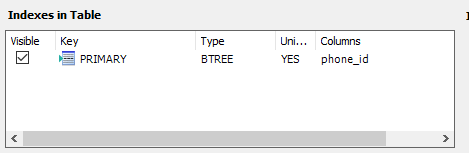 Indexes in Table
Visible Key Type Uni... Columns
PRIMARY BTREE YES phone_id